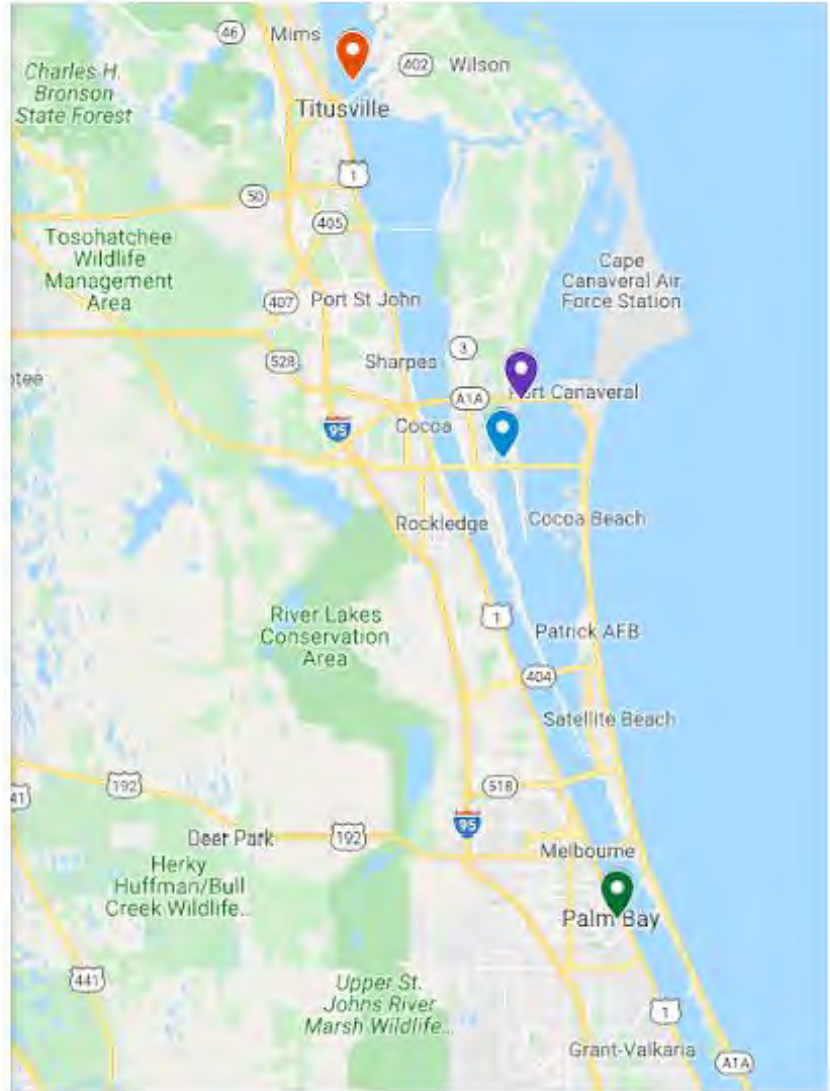 46
Mims
402
Wilson
Charles H.
Bronson
State Forest
Titusville
1
50
405
Tosohatchee
Wildlife
Management
Area
Cape
Canaveral Air
Force Station
407
Port St John
3
528
Sharpes
otee
A1A
Port Canaveral
95
Cocoa
Rockledge
Cocoa Beach
1
River Lakes
Conservation
Area
Patrick AFB
404
Satellite Beach
192
518
41
95
Deer Park
192
Melbourne
Herky
Huffman/Bull
Creek Wildlife...
Palm Bay
441
Upper St.
Johns River
Marsh Wildlife...
1
Grant-Valkaria
A1A